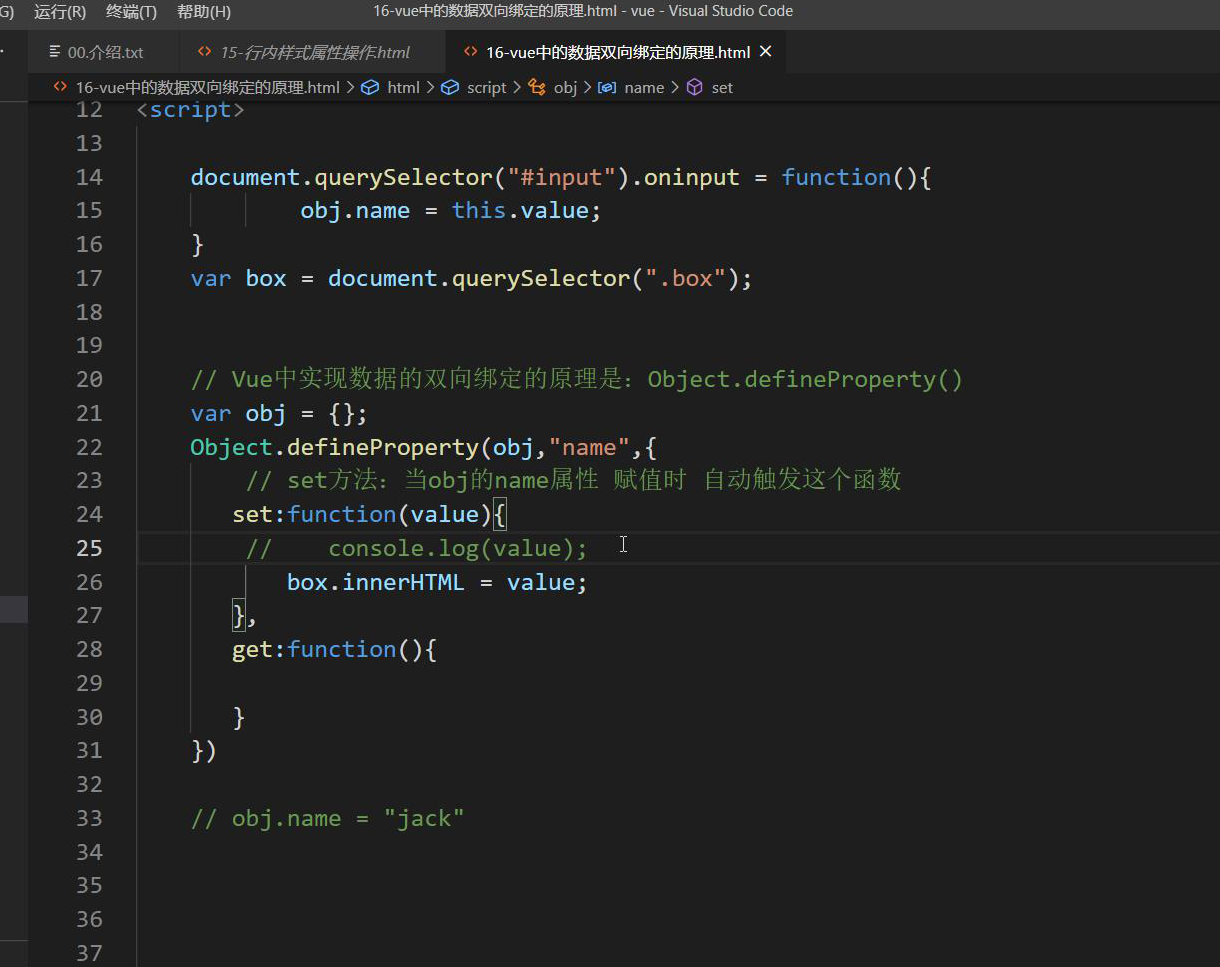 G) 运行(R) 终端(T) 帮助(H) 16-vue中的数据双向绑定的原理.html - vue - Visual Studio Code
00.介绍.txt 15-行内样式属性操作.html 16-vue中的数据双向绑定的原理.html
16-vue中的数据双向绑定的原理.html > html > script > obj > name > set
12 <script>
13
14 document.querySelector("#input").oninput = function(){
15 obj.name = this.value;
16 }
17 var box = document.querySelector(".box");
18
19
20 // Vue中实现数据的双向绑定的原理是：Object.defineProperty()
21 var obj = {};
22 Object.defineProperty(obj,"name",{
23 // set方法：当obj的name属性 赋值时 自动触发这个函数
24 set:function(value){
25 // console.log(value);
26 box.innerHTML = value;
27 },
28 get:function(){
29
30 }
31 })
32
33 // obj.name = "jack"
34
35
36
37